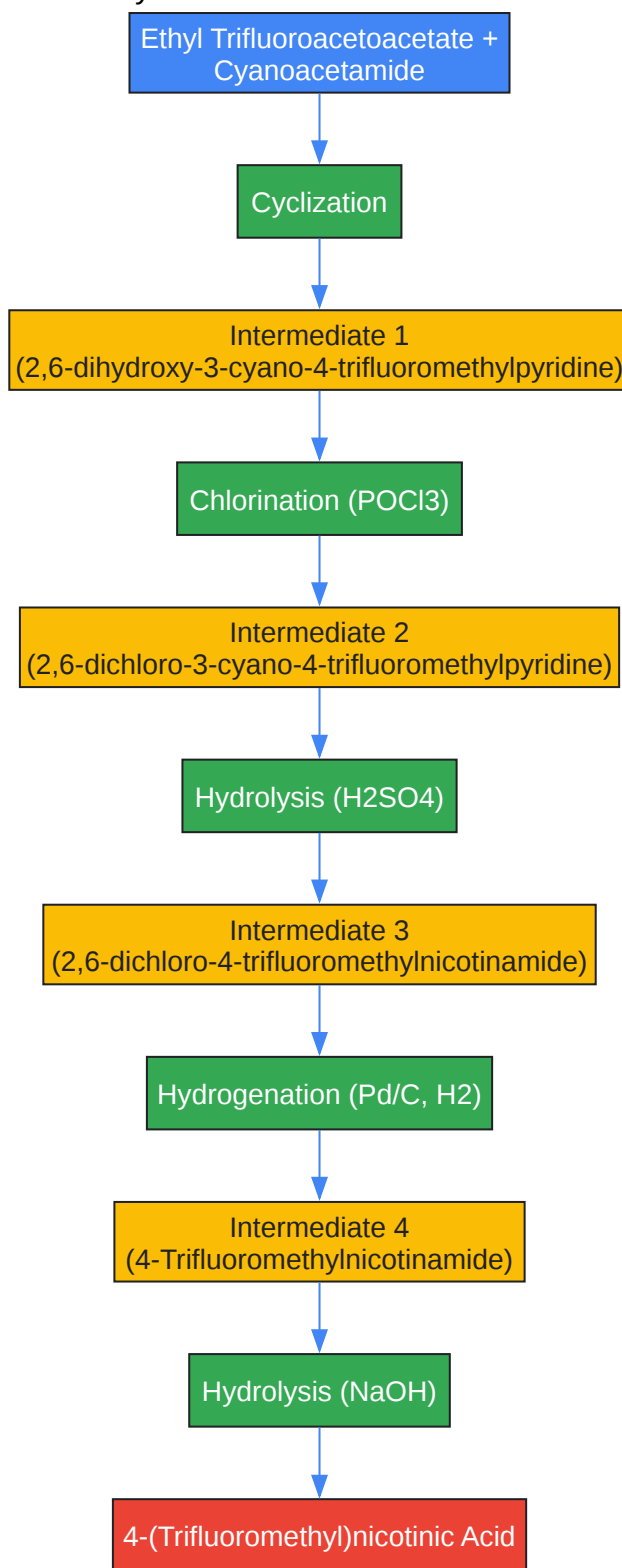 Ethyl Trifluoroacetoacetate +
Cyanoacetamide
Cyclization
Intermediate 1
(2,6-dihydroxy-3-cyano-4-trifluoromethylpyridine)
Chlorination (POCl3)
Intermediate 2
(2,6-dichloro-3-cyano-4-trifluoromethylpyridine)
Hydrolysis (H2SO4)
Intermediate 3
(2,6-dichloro-4-trifluoromethylnicotinamide)
Hydrogenation (Pd/C, H2)
Intermediate 4
(4-Trifluoromethylnicotinamide)
Hydrolysis (NaOH)
4-(Trifluoromethyl)nicotinic Acid